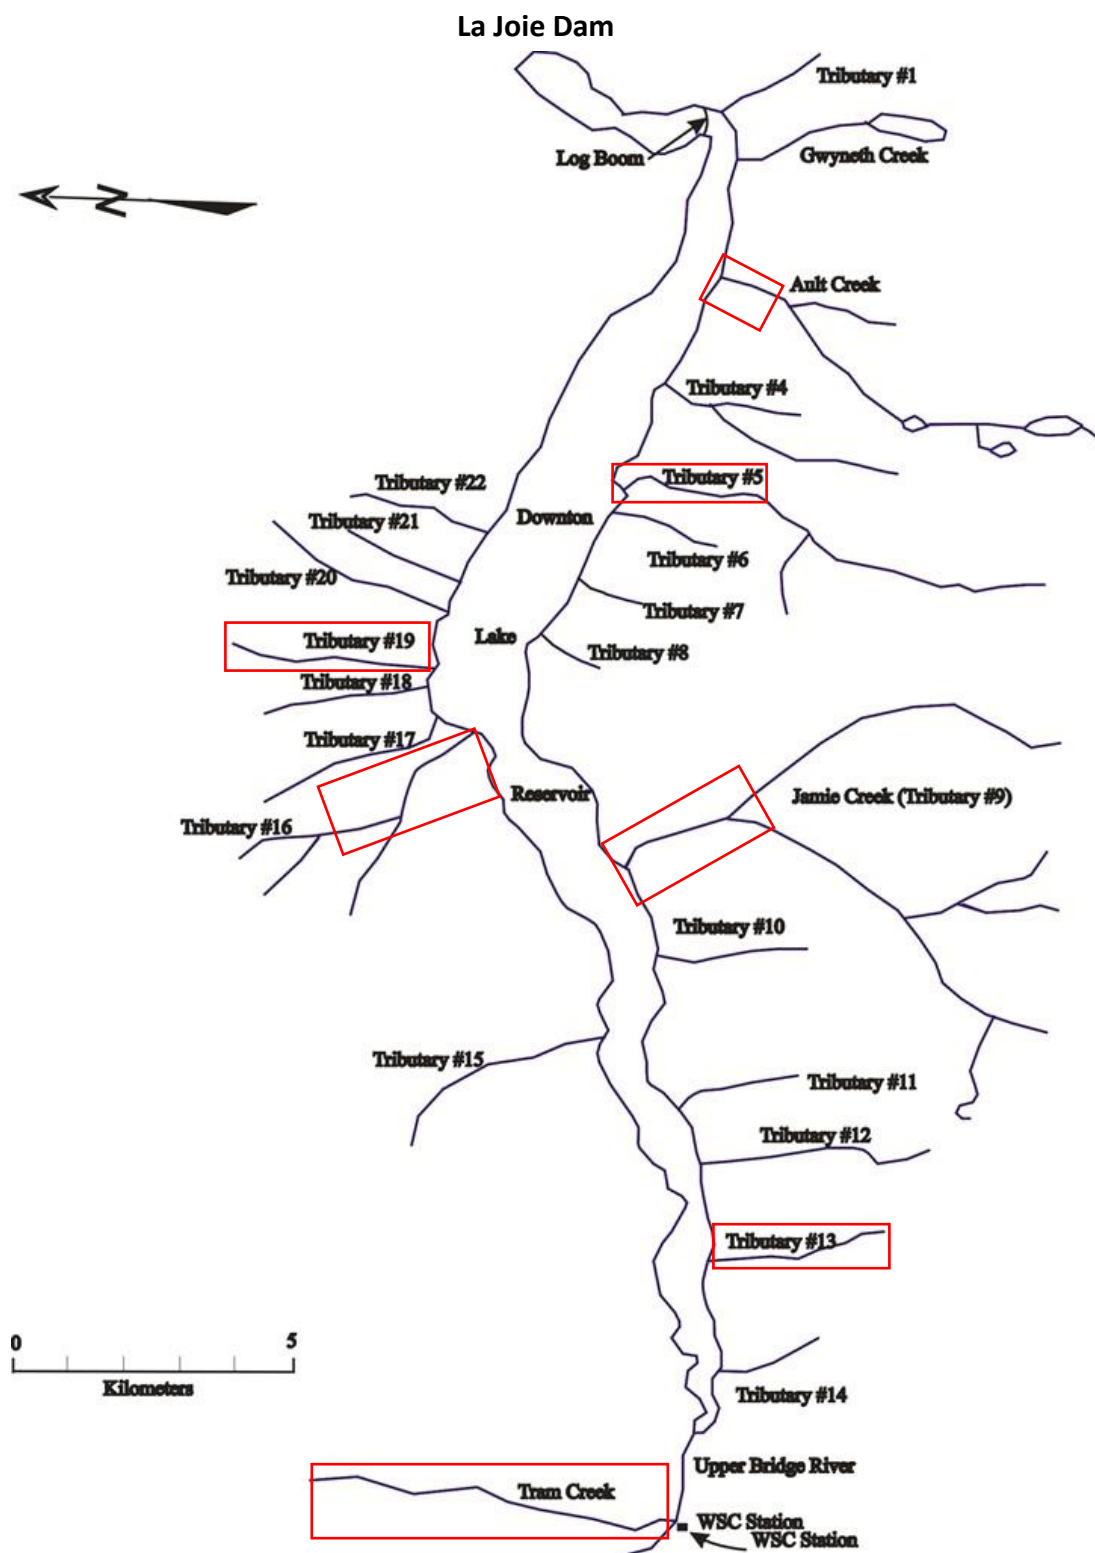 La Joie Dam
Tributary #1
Log Boom
Gwyneth Creek
N
Ault Creek
Tributary #4
Tributary #5
Tributary #22
Downton
Tributary #21
Tributary #6
Tributary #20
Tributary #7
Lake
Tributary #19
Tributary #8
Tributary #18
Tributary #17
Reservoir
Jamie Creek (Tributary #9)
Tributary #16
Tributary #10
Tributary #15
Tributary #11
Tributary #12
Tributary #13
0 5
Kilometers
Tributary #14
Upper Bridge River
Tram Creek
WSC Station
WSC Station